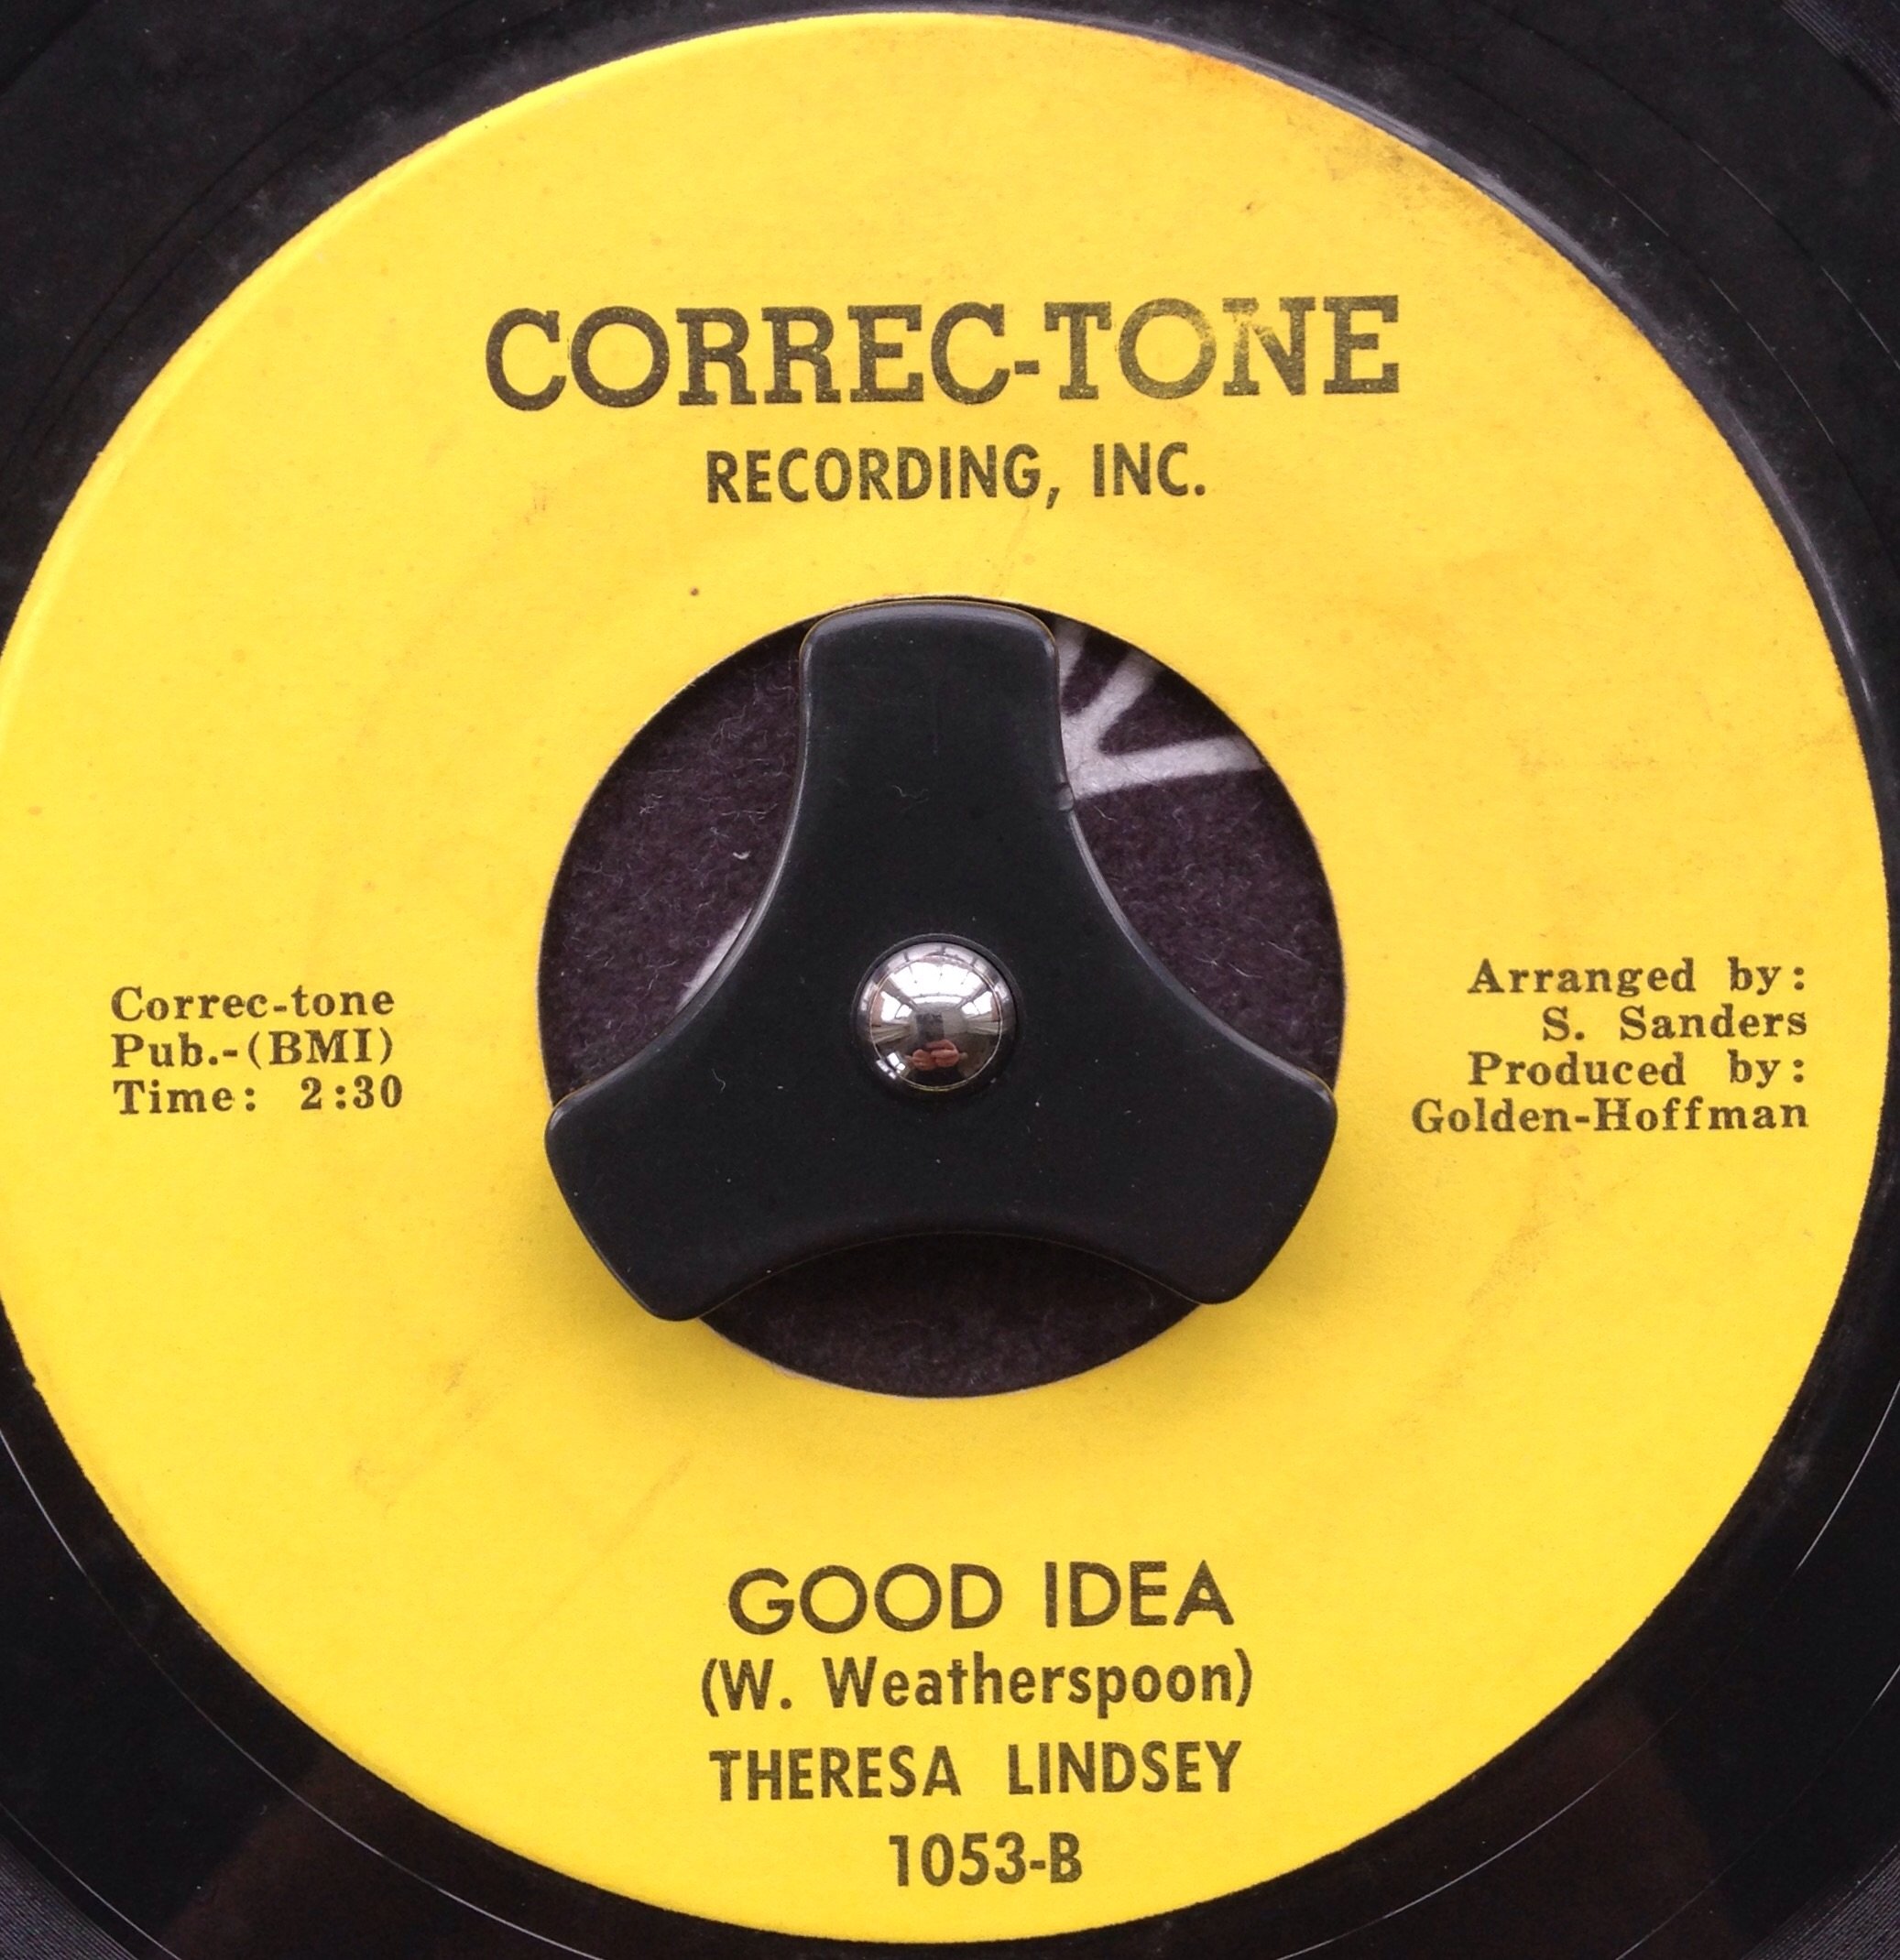 CORREC-TONE
RECORDING, INC.
Correc-tone
Pub.-(BMI)
Time: 2:30
Arranged by:
S. Sanders
Produced by:
Golden-Hoffman
GOOD IDEA
(W. Weatherspoon)
THERESA LINDSEY
1053-B